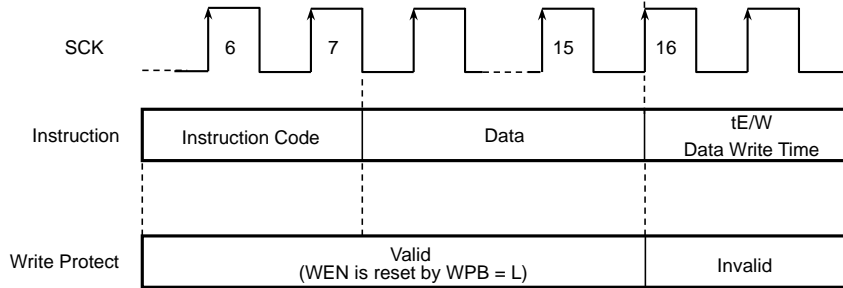 SCK
6
7
15
16
Instruction
Instruction Code
Data
tE/W
Data Write Time
Write Protect
Valid
(WEN is reset by WPB = L)
Invalid